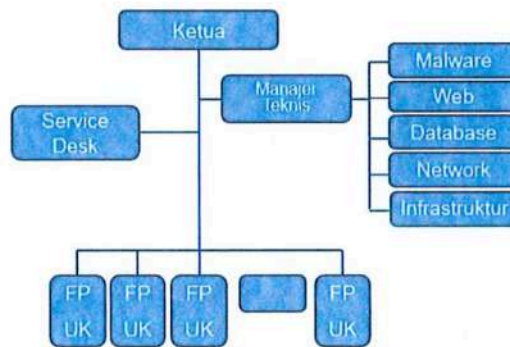 Ketua
Manajer
Teknis
Malware
Web
Database
Network
Infrastruktur
Service
Desk
FP
UK
FP
UK
FP
UK
FP
UK